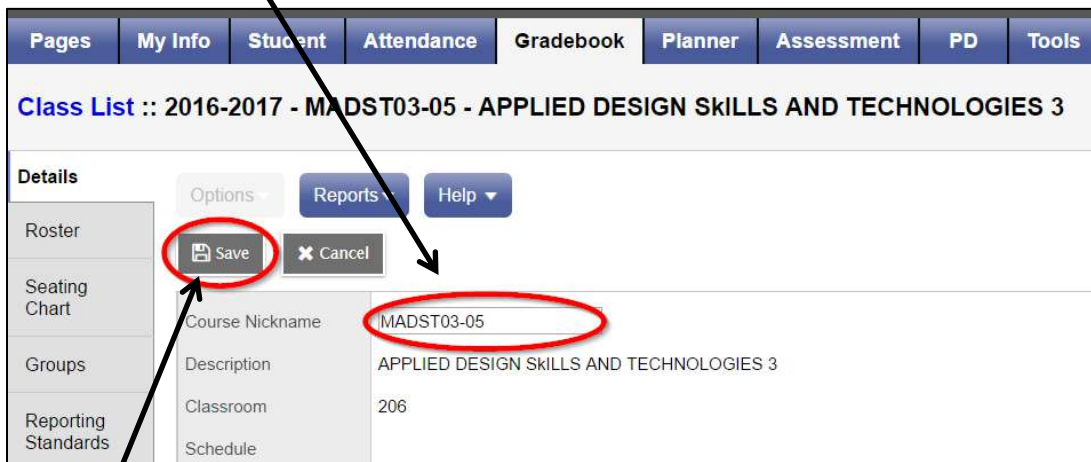 Pages My Info Student Attendance Gradebook Planner Assessment PD Tools
Class List :: 2016-2017 - MADST03-05 - APPLIED DESIGN SkILLS AND TECHNOLOGIES 3
Details
Options Reports Help
Roster
Save Cancel
Seating
Chart
Course Nickname MADST03-05
Groups
Description APPLIED DESIGN SkILLS AND TECHNOLOGIES 3
Classroom 206
Reporting
Standards
Schedule